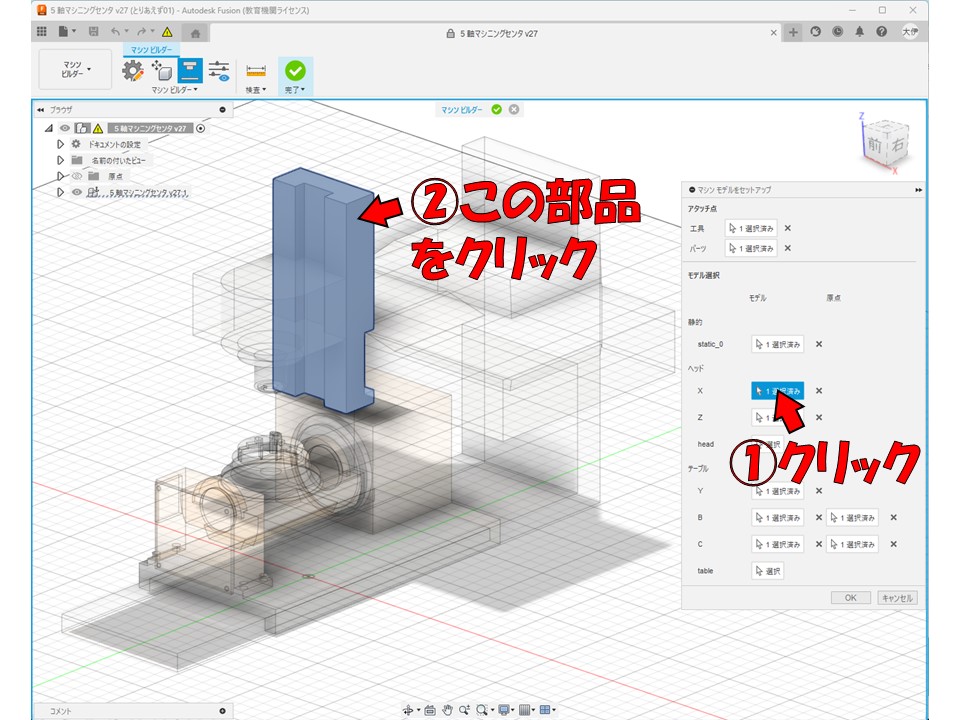 5 軸マシニングセンタ v27 (とりあえず01) - Autodesk Fusion (教育機関ライセンス)
5 軸マシニングセンタ v27
大伊
マシン ビルダー
マシン
ビルダー
マシン ビルダー
検査
完了
ブラウザ
マシン ビルダー
5 軸マシニングセンタ v27
ドキュメントの設定
名前の付いたビュー
原点
5 軸マシニングセンタ v27:1
Z
前
右
X
②この部品
をクリック
マシン モデルをセットアップ
アタッチ点
工具 1 選択済み
パーツ 1 選択済み
モデル選択
モデル 原点
静的
static_0 1 選択済み
ヘッド
X 1 選択済み
Z 1
head 選択
①クリック
テーブル
Y 1 選択済み
B 1 選択済み 1 選択済み
C 1 選択済み 1 選択済み
table 選択
OK キャンセル
コメント